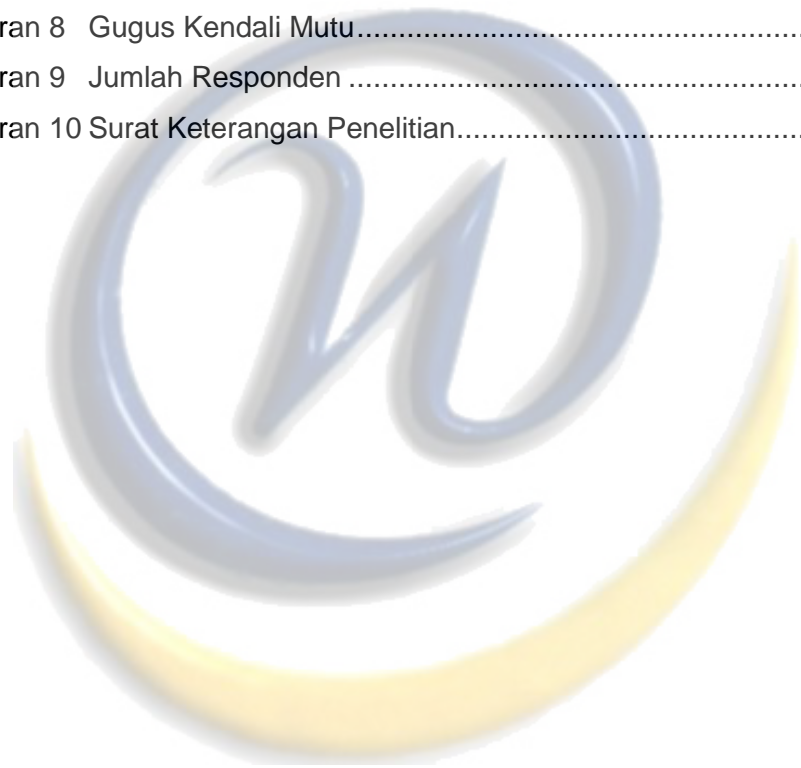 ran 8 Gugus Kendali Mutu...........................................................
ran 9 Jumlah Responden ............................................................
ran 10 Surat Keterangan Penelitian..........................................